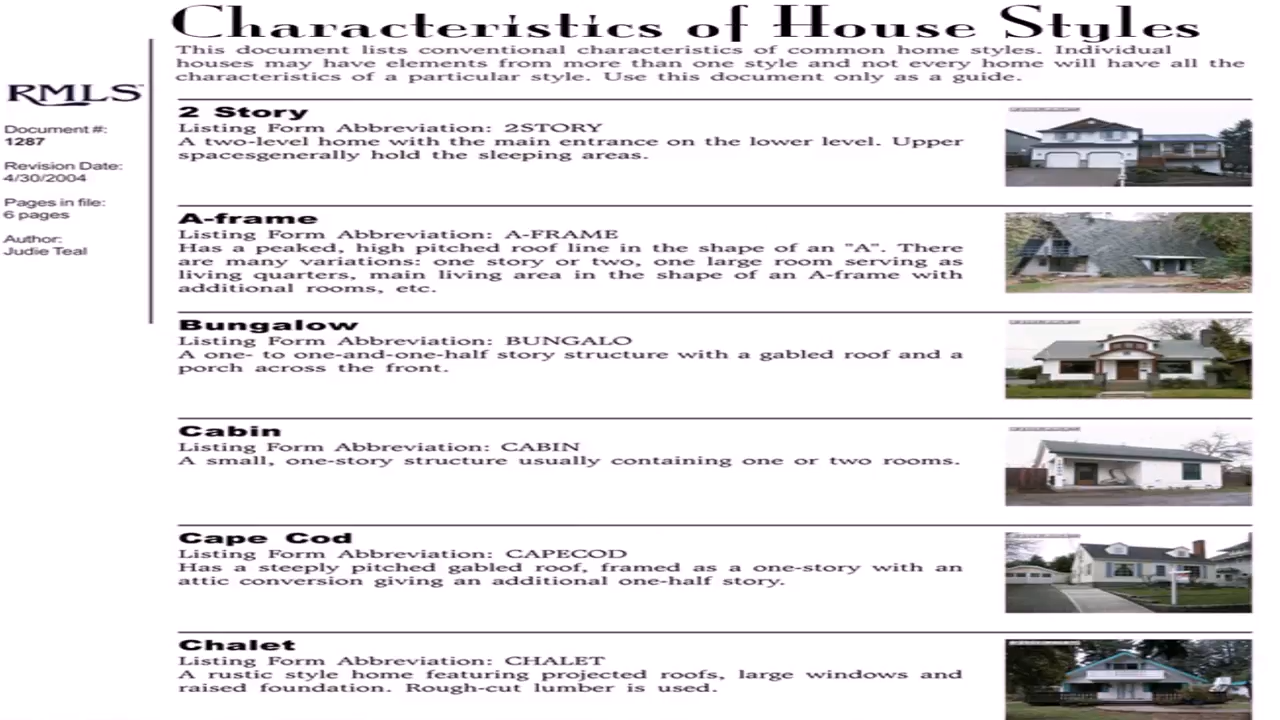 Characteristics of House Styles
This document lists conventional characteristics of common home styles. Individual
houses may have elements from more than one style and not every home will have all the
characteristics of a particular style. Use this document only as a guide.
RMLS™
Document #:
1287
Revision Date:
4/30/2004
Pages in file:
6 pages
Author:
Judie Teal
2 Story
Listing Form Abbreviation: 2STORY
A two-level home with the main entrance on the lower level. Upper
spacesgenerally hold the sleeping areas.
A-frame
Listing Form Abbreviation: A-FRAME
Has a peaked, high pitched roof line in the shape of an "A". There
are many variations: one story or two, one large room serving as
living quarters, main living area in the shape of an A-frame with
additional rooms, etc.
Bungalow
Listing Form Abbreviation: BUNGALO
A one- to one-and-one-half story structure with a gabled roof and a
porch across the front.
Cabin
Listing Form Abbreviation: CABIN
A small, one-story structure usually containing one or two rooms.
Cape Cod
Listing Form Abbreviation: CAPECOD
Has a steeply pitched gabled roof, framed as a one-story with an
attic conversion giving an additional one-half story.
Chalet
Listing Form Abbreviation: CHALET
A rustic style home featuring projected roofs, large windows and
raised foundation. Rough-cut lumber is used.